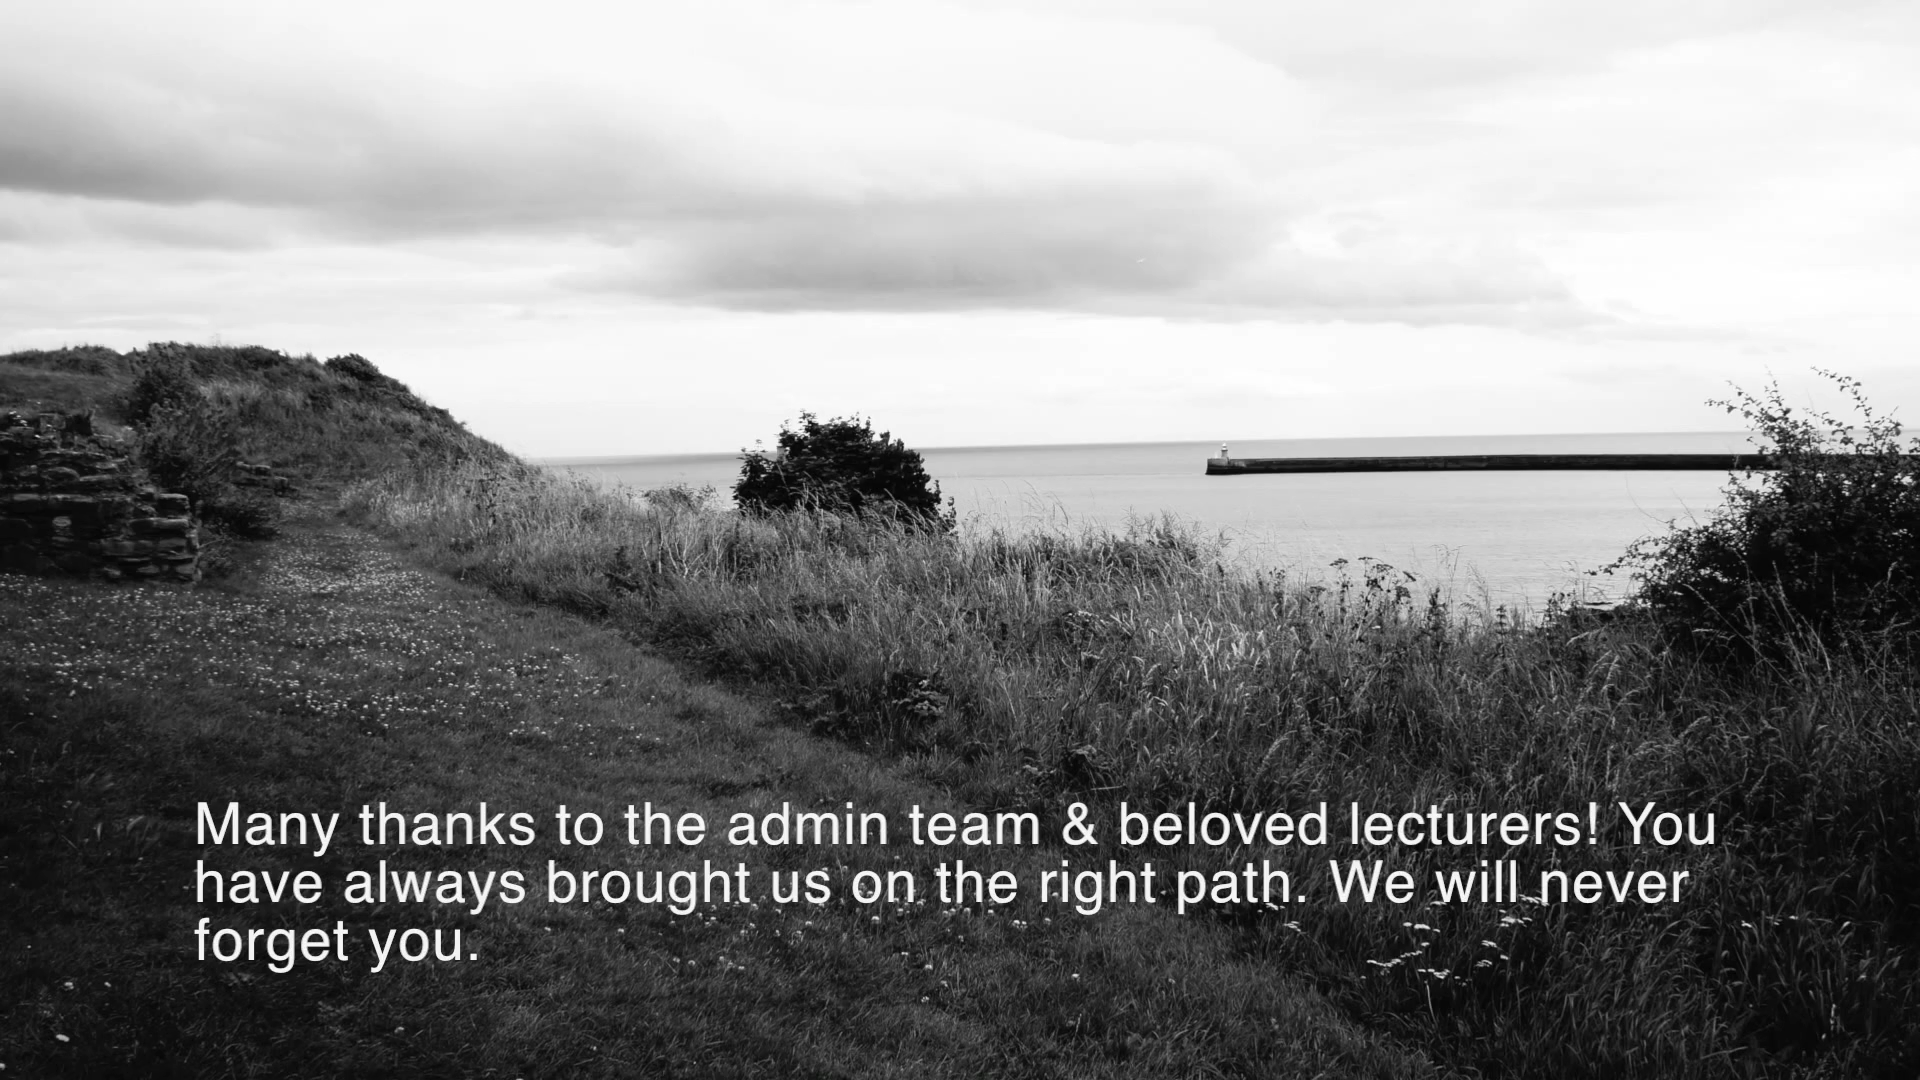 Many thanks to the admin team & beloved lecturers! You
have always brought us on the right path. We will never
forget you.